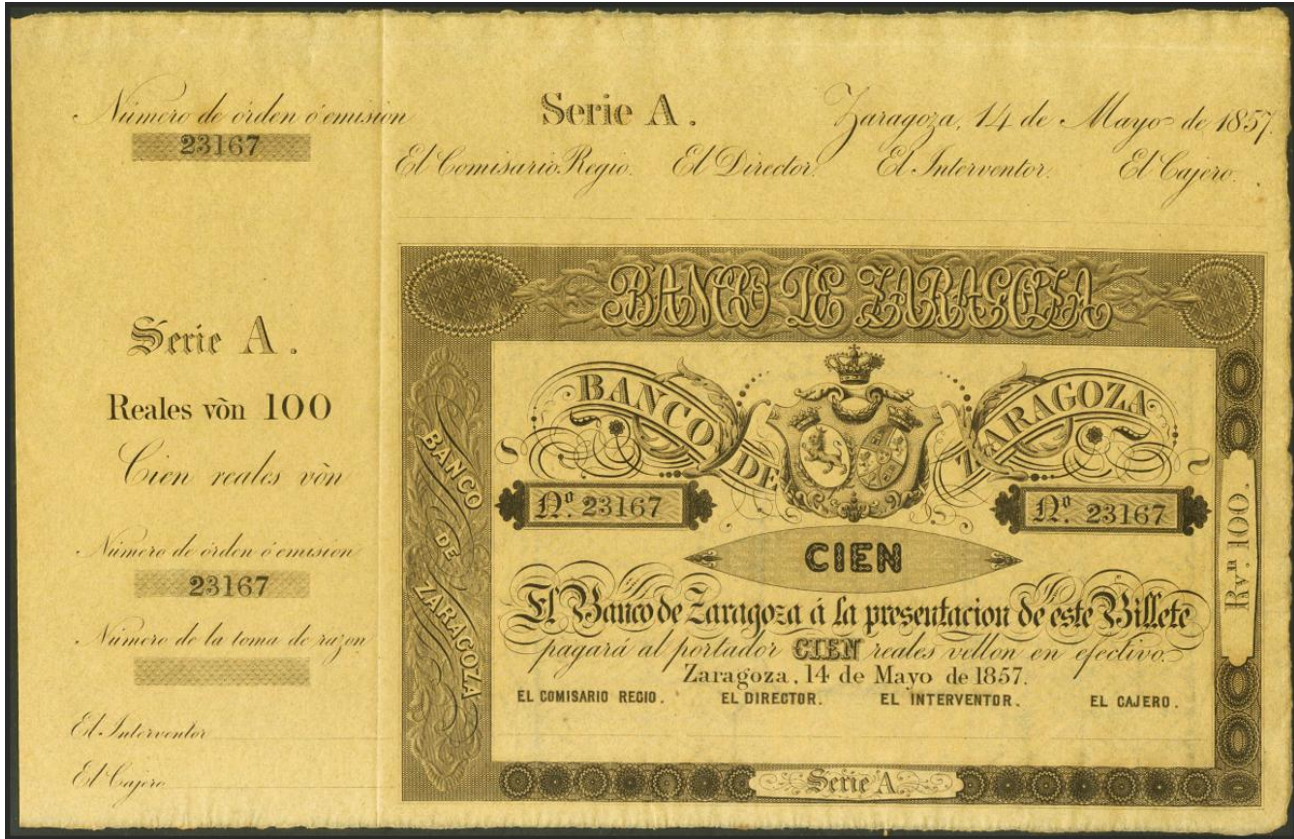 Número de órden ó emision
23167
Serie A.
Reales vòn 100
Cien reales vòn
Número de órden ó emision
23167
Número de la toma de razon
El Interventor
El Cajero
Serie A.
Zaragoza, 14 de Mayo de 1857.
El Comisario Regio. El Director. El Interventor. El Cajero.
BANCO DE ZARAGOZA
BANCO DE ZARAGOZA
BANCO DE ZARAGOZA
Nº. 23167
Nº. 23167
CIEN
El Banco de Zaragoza á la presentacion de este Billete
pagará al portador CIEN reales vellon en efectivo.
Zaragoza, 14 de Mayo de 1857.
EL COMISARIO REGIO. EL DIRECTOR. EL INTERVENTOR. EL CAJERO.
Rvⁿ. 100.
Serie A.